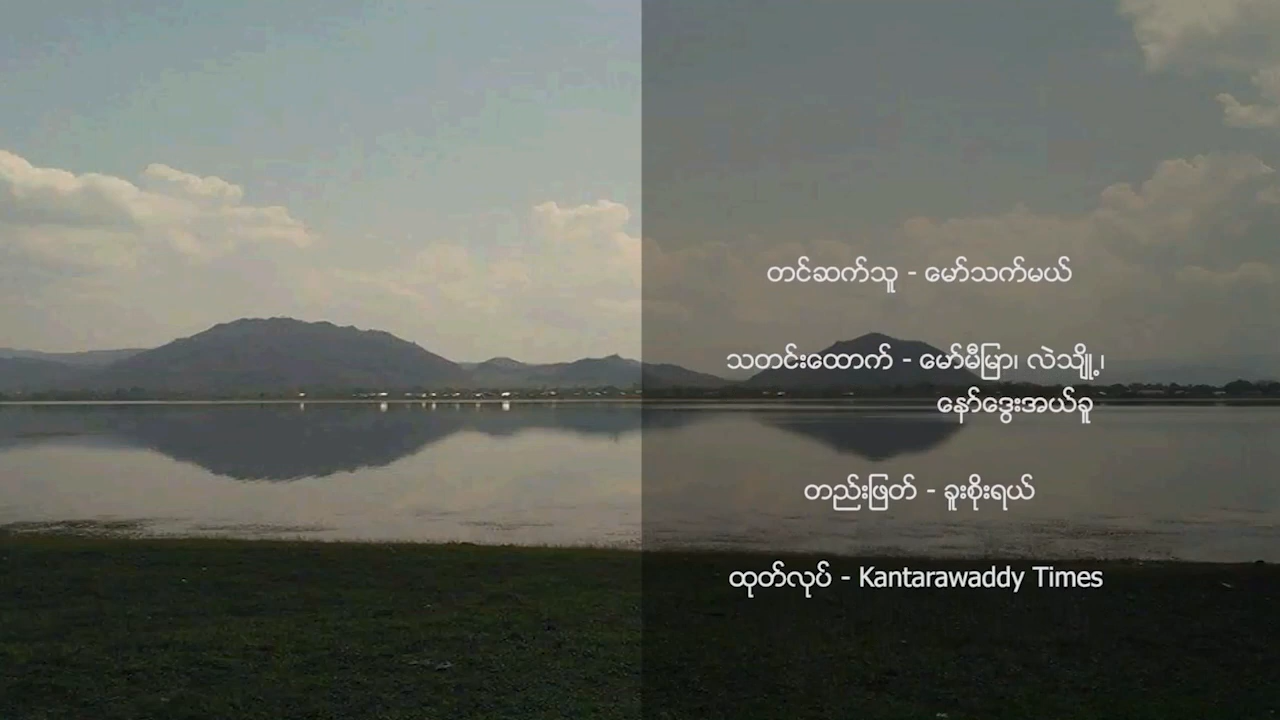 တင်ဆက်သူ - မော်သက်မယ်
သတင်းထောက် - မော်မီမြာ၊ လဲသျို့၊
နော်ဒွေးအယ်ခူ
တည်းဖြတ် - ခူးစိုးရယ်
ထုတ်လုပ် - Kantarawaddy Times